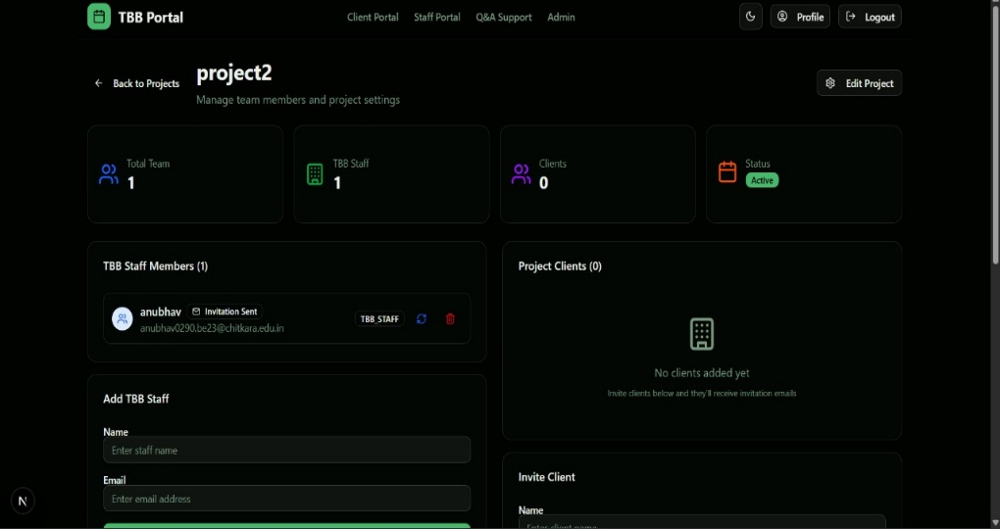 TBB Portal
Client Portal Staff Portal Q&A Support Admin
Profile
Logout
Back to Projects
project2
Manage team members and project settings
Edit Project
Total Team
1
TBB Staff
1
Clients
0
Status
Active
TBB Staff Members (1)
anubhav Invitation Sent
anubhav0290.be23@chitkara.edu.in
TBB_STAFF
Add TBB Staff
Name
Enter staff name
Email
Enter email address
Project Clients (0)
No clients added yet
Invite clients below and they'll receive invitation emails
Invite Client
Name
Enter client name
N